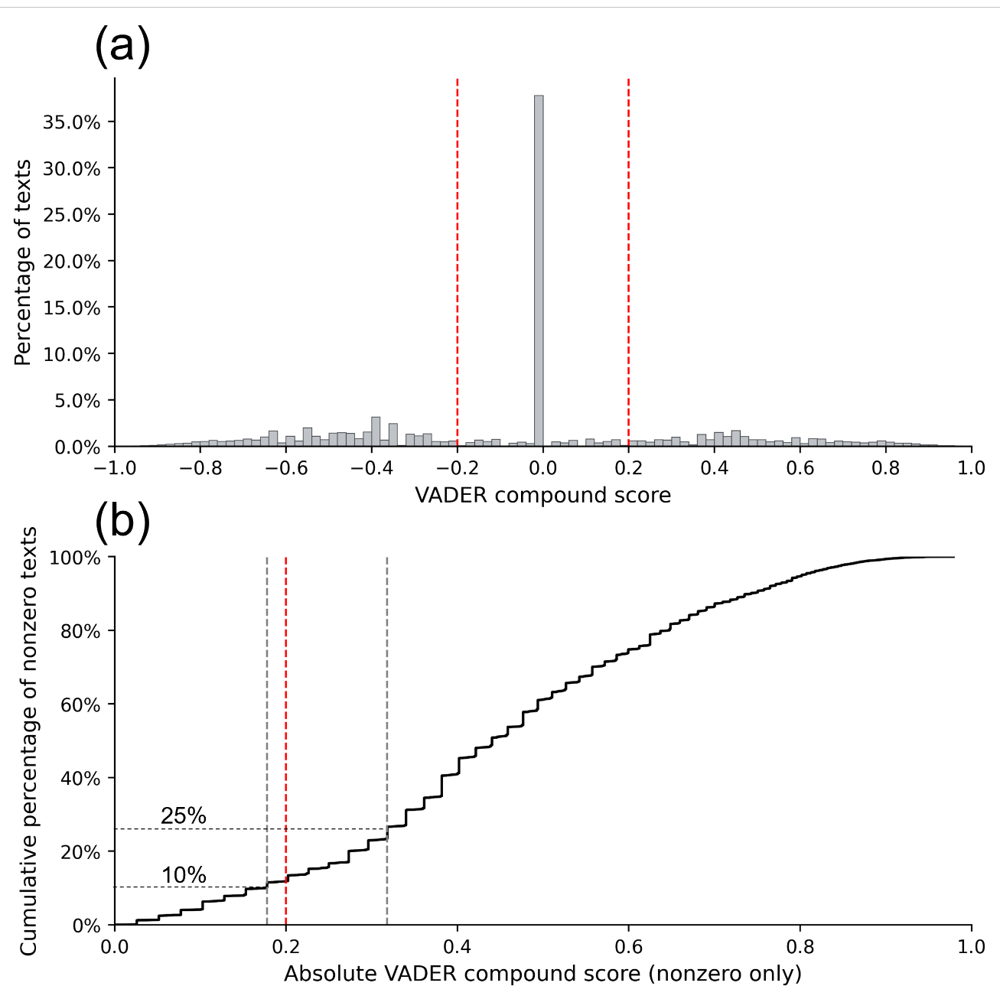 (a)
Percentage of texts
35.0%
30.0%
25.0%
20.0%
15.0%
10.0%
5.0%
0.0%
−1.0 −0.8 −0.6 −0.4 −0.2 0.0 0.2 0.4 0.6 0.8 1.0
VADER compound score
(b)
Cumulative percentage of nonzero texts
100%
80%
60%
40%
25%
20%
10%
0%
0.0 0.2 0.4 0.6 0.8 1.0
Absolute VADER compound score (nonzero only)